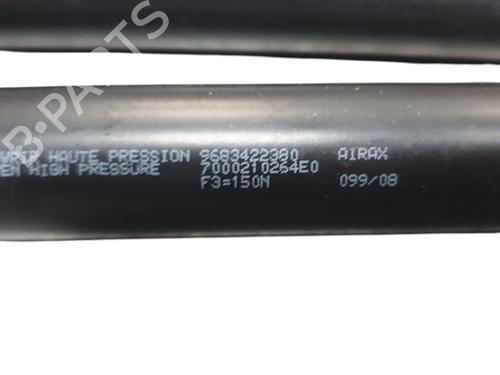 HAUTE PRESSION 9683422380 AIRAX
HIGH PRESSURE 7000210264E0
F3=150N 099/08
B-PARTS